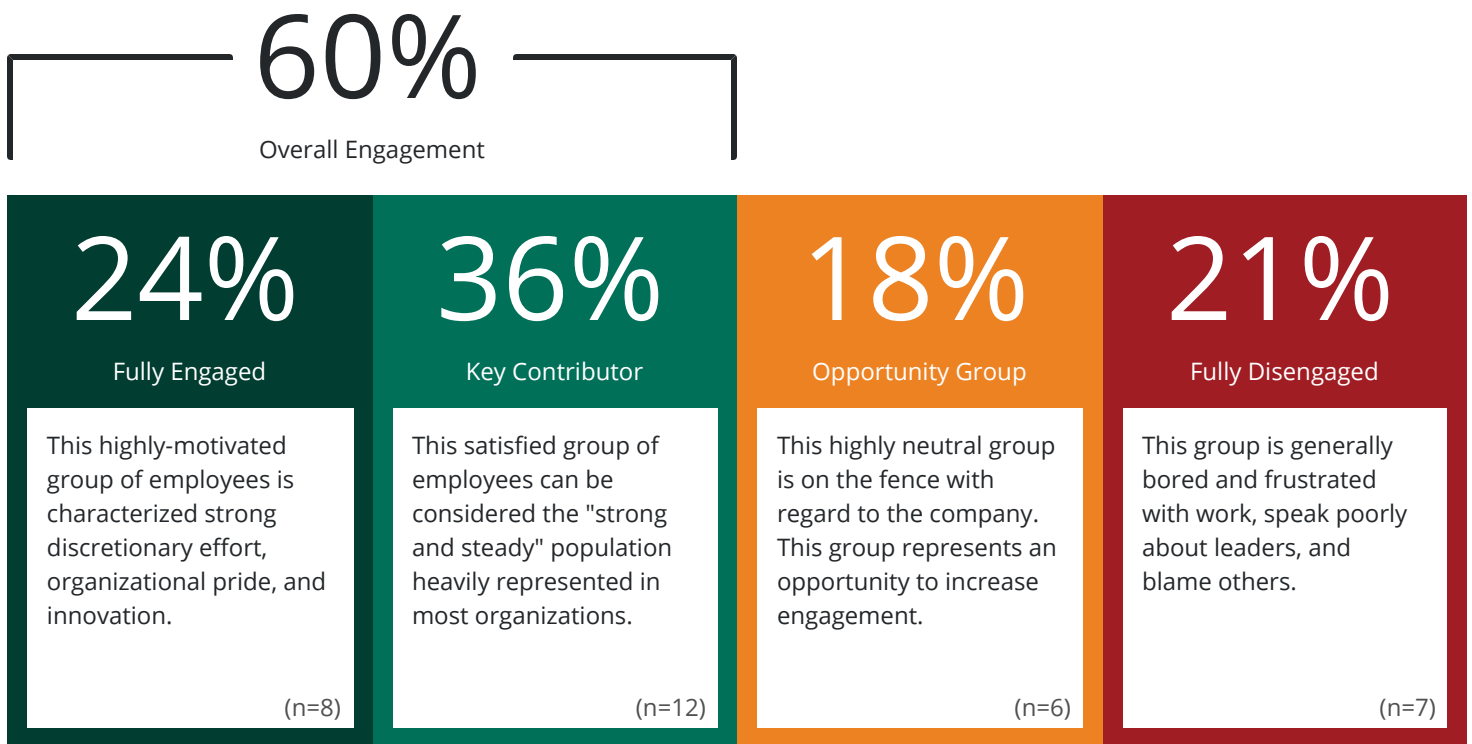 60%
Overall Engagement
24%
Fully Engaged
This highly-motivated
group of employees is
characterized strong
discretionary effort,
organizational pride, and
innovation.
(n=8)
36%
Key Contributor
This satisfied group of
employees can be
considered the "strong
and steady" population
heavily represented in
most organizations.
(n=12)
18%
Opportunity Group
This highly neutral group
is on the fence with
regard to the company.
This group represents an
opportunity to increase
engagement.
(n=6)
21%
Fully Disengaged
This group is generally
bored and frustrated
with work, speak poorly
about leaders, and
blame others.
(n=7)